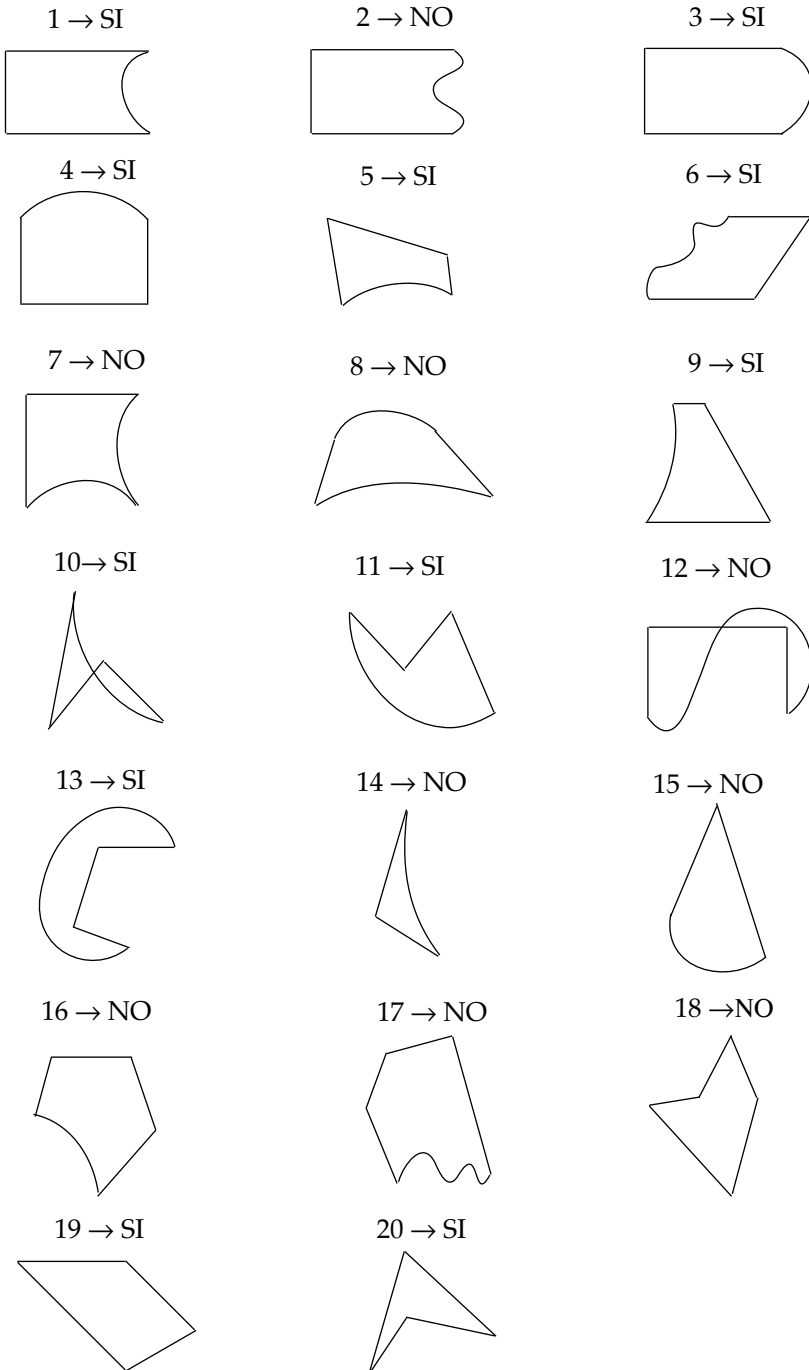 1 → SI
2 → NO
3 → SI
4 → SI
5 → SI
6 → SI
7 → NO
8 → NO
9 → SI
10→ SI
11 → SI
12 → NO
13 → SI
14 → NO
15 → NO
16 → NO
17 → NO
18 →NO
19 → SI
20 → SI